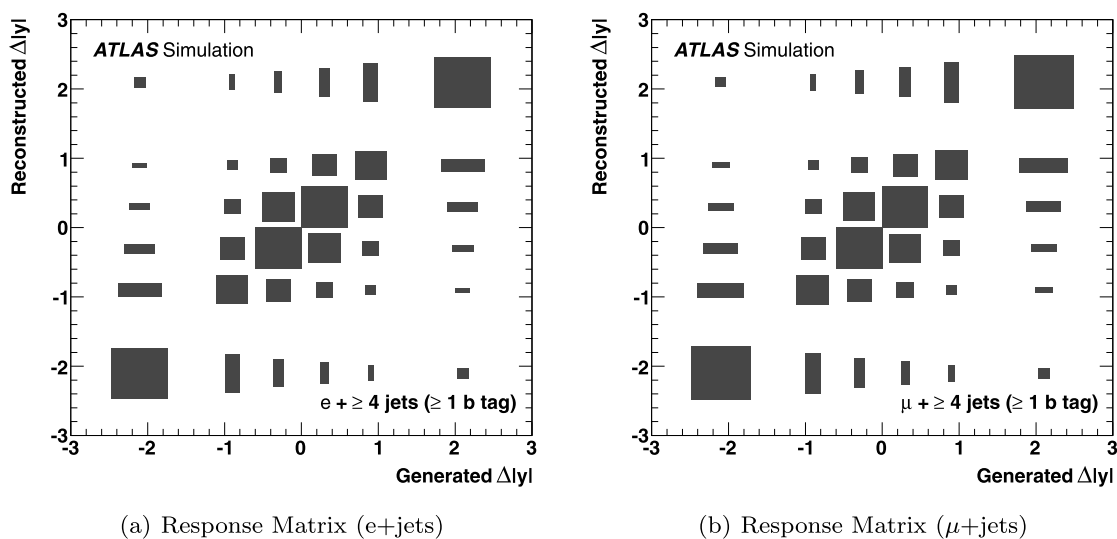 Reconstructed Δ|y|
3
2
1
0
-1
-2
-3
ATLAS Simulation
e + ≥ 4 jets (≥ 1 b tag)
-3 -2 -1 0 1 2 3
Generated Δ|y|
(a) Response Matrix (e+jets)
Reconstructed Δ|y|
3
2
1
0
-1
-2
-3
ATLAS Simulation
μ + ≥ 4 jets (≥ 1 b tag)
-3 -2 -1 0 1 2 3
Generated Δ|y|
(b) Response Matrix (μ+jets)